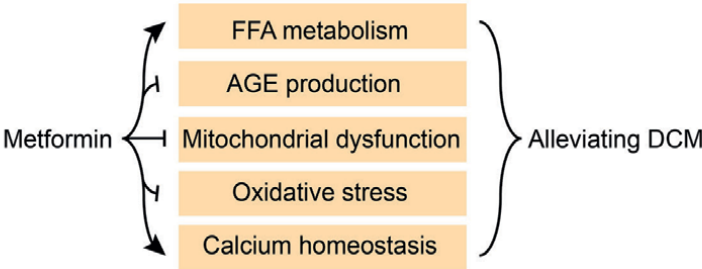 FFA metabolism
AGE production
Metformin
Mitochondrial dysfunction
Alleviating DCM
Oxidative stress
Calcium homeostasis